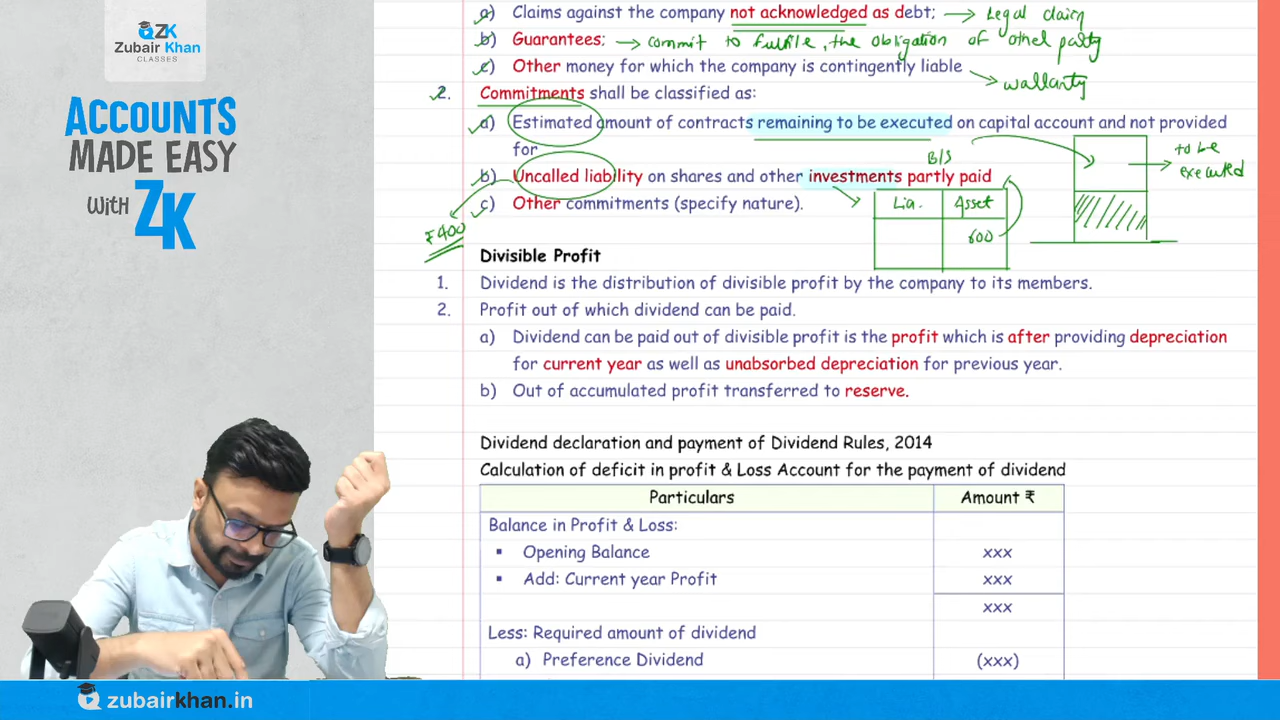 ZK
Zubair Khan
CLASSES
ACCOUNTS
MADE EASY
WITH ZK
a) Claims against the company not acknowledged as debt; → Legal claim
b) Guarantees; → commit to fulfile, the obligation of other party
c) Other money for which the company is contingently liable
→ warranty
2. Commitments shall be classified as:
a) Estimated amount of contracts remaining to be executed on capital account and not provided
for
to be
executed
B/S
b) Uncalled liability on shares and other investments partly paid
c) Other commitments (specify nature).
Lia. Asset
₹400
600
Divisible Profit
1. Dividend is the distribution of divisible profit by the company to its members.
2. Profit out of which dividend can be paid.
a) Dividend can be paid out of divisible profit is the profit which is after providing depreciation
for current year as well as unabsorbed depreciation for previous year.
b) Out of accumulated profit transferred to reserve.
Dividend declaration and payment of Dividend Rules, 2014
Calculation of deficit in profit & Loss Account for the payment of dividend
Particulars Amount ₹
Balance in Profit & Loss:
▪ Opening Balance xxx
▪ Add: Current year Profit xxx
xxx
Less: Required amount of dividend
a) Preference Dividend (xxx)
zubairkhan.in